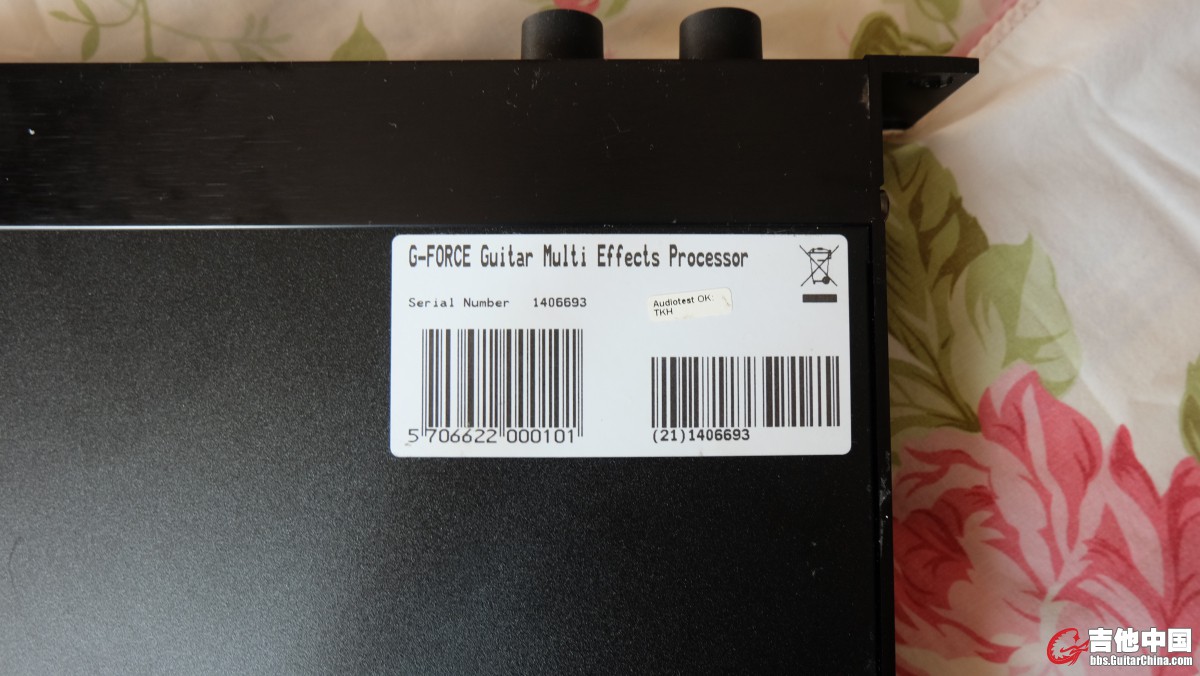 G-FORCE Guitar Multi Effects Processor
Serial Number 1406693
Audiotest OK:
TKH
5 706622 000101
(21)1406693
吉他中国
bbs.GuitarChina.com